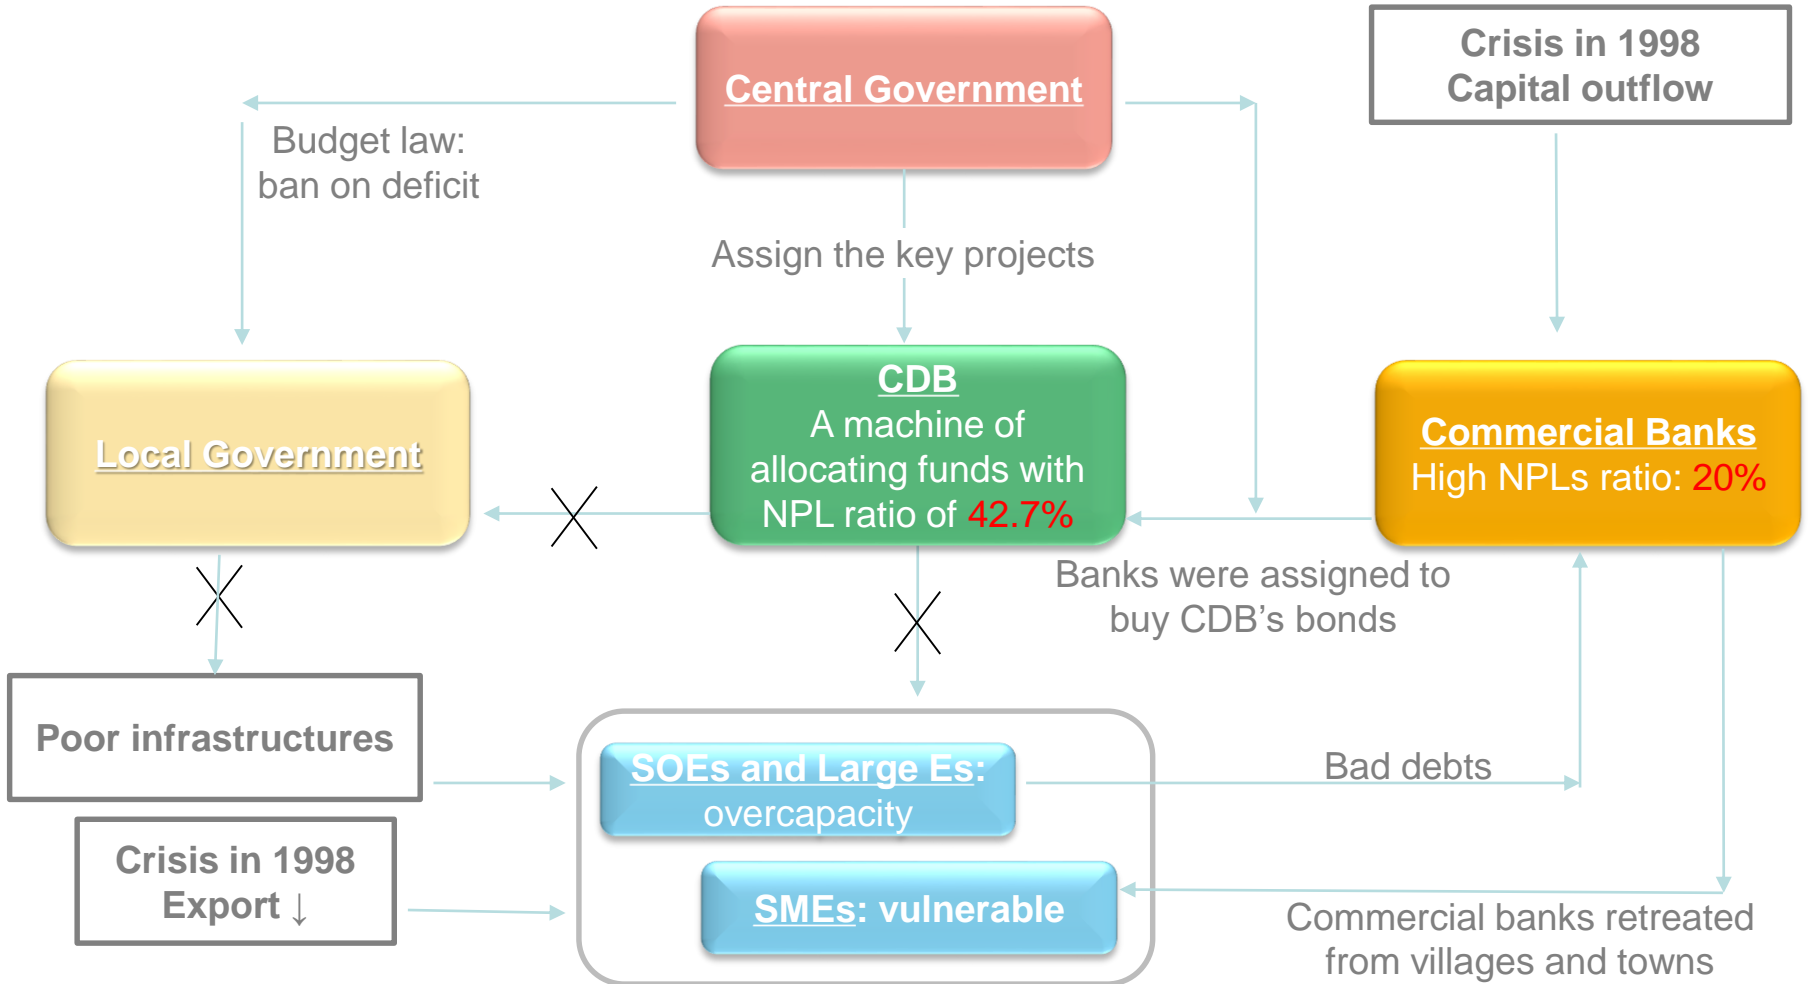 Central Government
Crisis in 1998
Capital outflow
Budget law:
ban on deficit
Assign the key projects
Local Government
CDB
A machine of
allocating funds with
NPL ratio of 42.7%
Commercial Banks
High NPLs ratio: 20%
Banks were assigned to
buy CDB’s bonds
Poor infrastructures
SOEs and Large Es:
overcapacity
Bad debts
Crisis in 1998
Export ↓
SMEs: vulnerable
Commercial banks retreated
from villages and towns